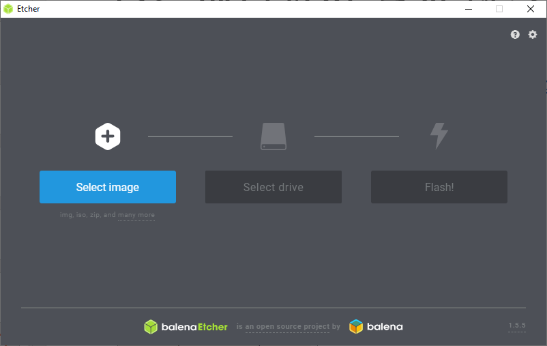 Etcher
Select image
Select drive
Flash!
img, iso, zip, and many more
balenaEtcher is an open source project by balena
1.5.5